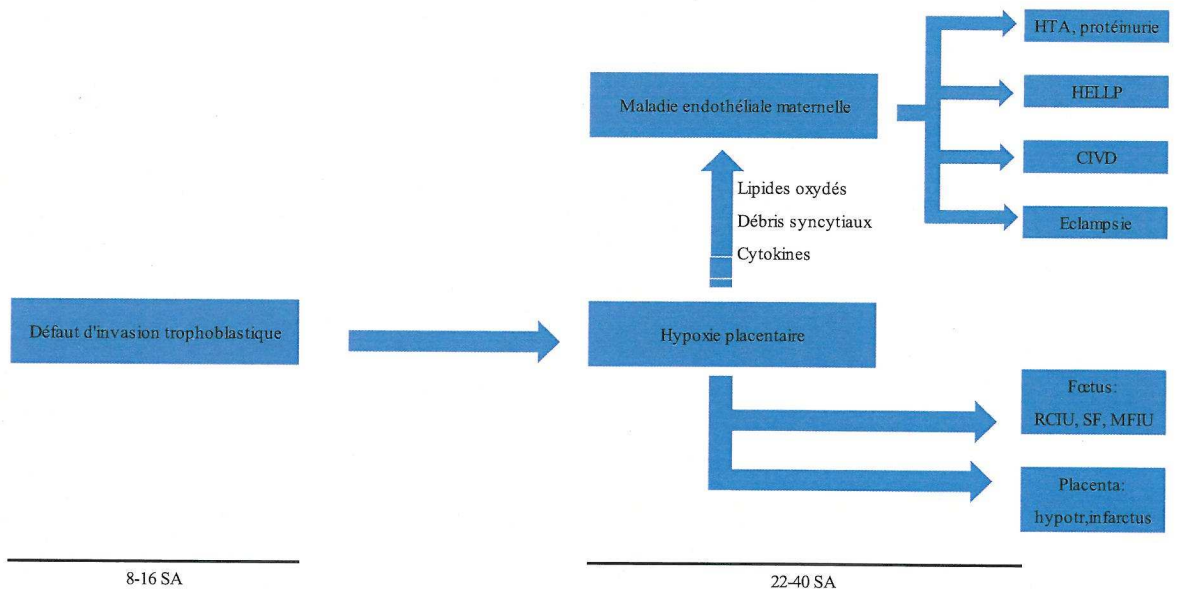 HTA, protéinurie
Maladie endothéliale maternelle
HELLP
CIVD
Eclampsie
Lipides oxydés
Débris syncytiaux
Cytokines
Défaut d'invasion trophoblastique
Hypoxie placentaire
Fœtus:
RCIU, SF, MFIU
Placenta:
hypotr,infarctus
8-16 SA
22-40 SA